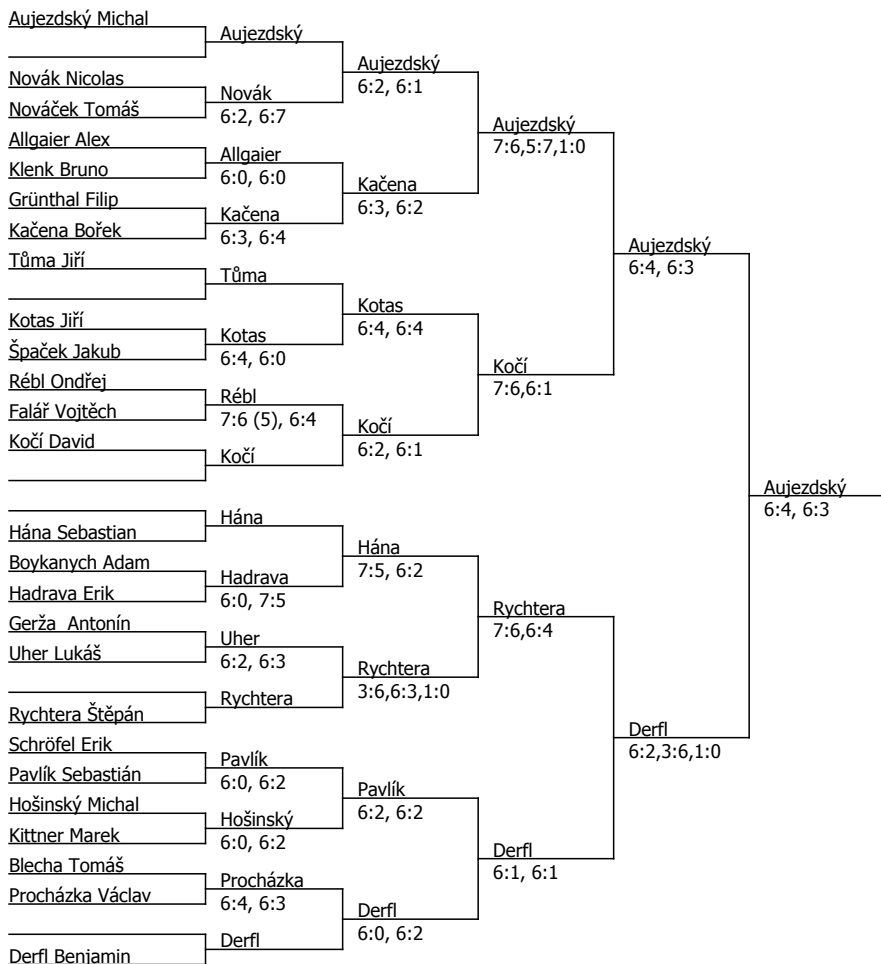 Aujezdský Michal
Aujezdský
Aujezdský
6:2, 6:1
Novák Nicolas
Novák
Nováček Tomáš
6:2, 6:7
Aujezdský
7:6,5:7,1:0
Allgaier Alex
Allgaier
Klenk Bruno
6:0, 6:0
Kačena
6:3, 6:2
Grünthal Filip
Kačena
Kačena Bořek
6:3, 6:4
Aujezdský
6:4, 6:3
Tůma Jiří
Tůma
Kotas
6:4, 6:4
Kotas Jiří
Kotas
Špaček Jakub
6:4, 6:0
Kočí
7:6,6:1
Rébl Ondřej
Rébl
Falář Vojtěch
7:6 (5), 6:4
Kočí
6:2, 6:1
Kočí David
Kočí
Aujezdský
6:4, 6:3
Hána
Hána Sebastian
Hána
7:5, 6:2
Boykanych Adam
Hadrava
Hadrava Erik
6:0, 7:5
Rychtera
7:6,6:4
Gerža  Antonín
Uher
Uher Lukáš
6:2, 6:3
Rychtera
3:6,6:3,1:0
Rychtera
Rychtera Štěpán
Derfl
6:2,3:6,1:0
Schröfel Erik
Pavlík
Pavlík Sebastián
6:0, 6:2
Pavlík
6:2, 6:2
Hošinský Michal
Hošinský
Kittner Marek
6:0, 6:2
Derfl
6:1, 6:1
Blecha Tomáš
Procházka
Procházka Václav
6:4, 6:3
Derfl
6:0, 6:2
Derfl
Derfl Benjamin